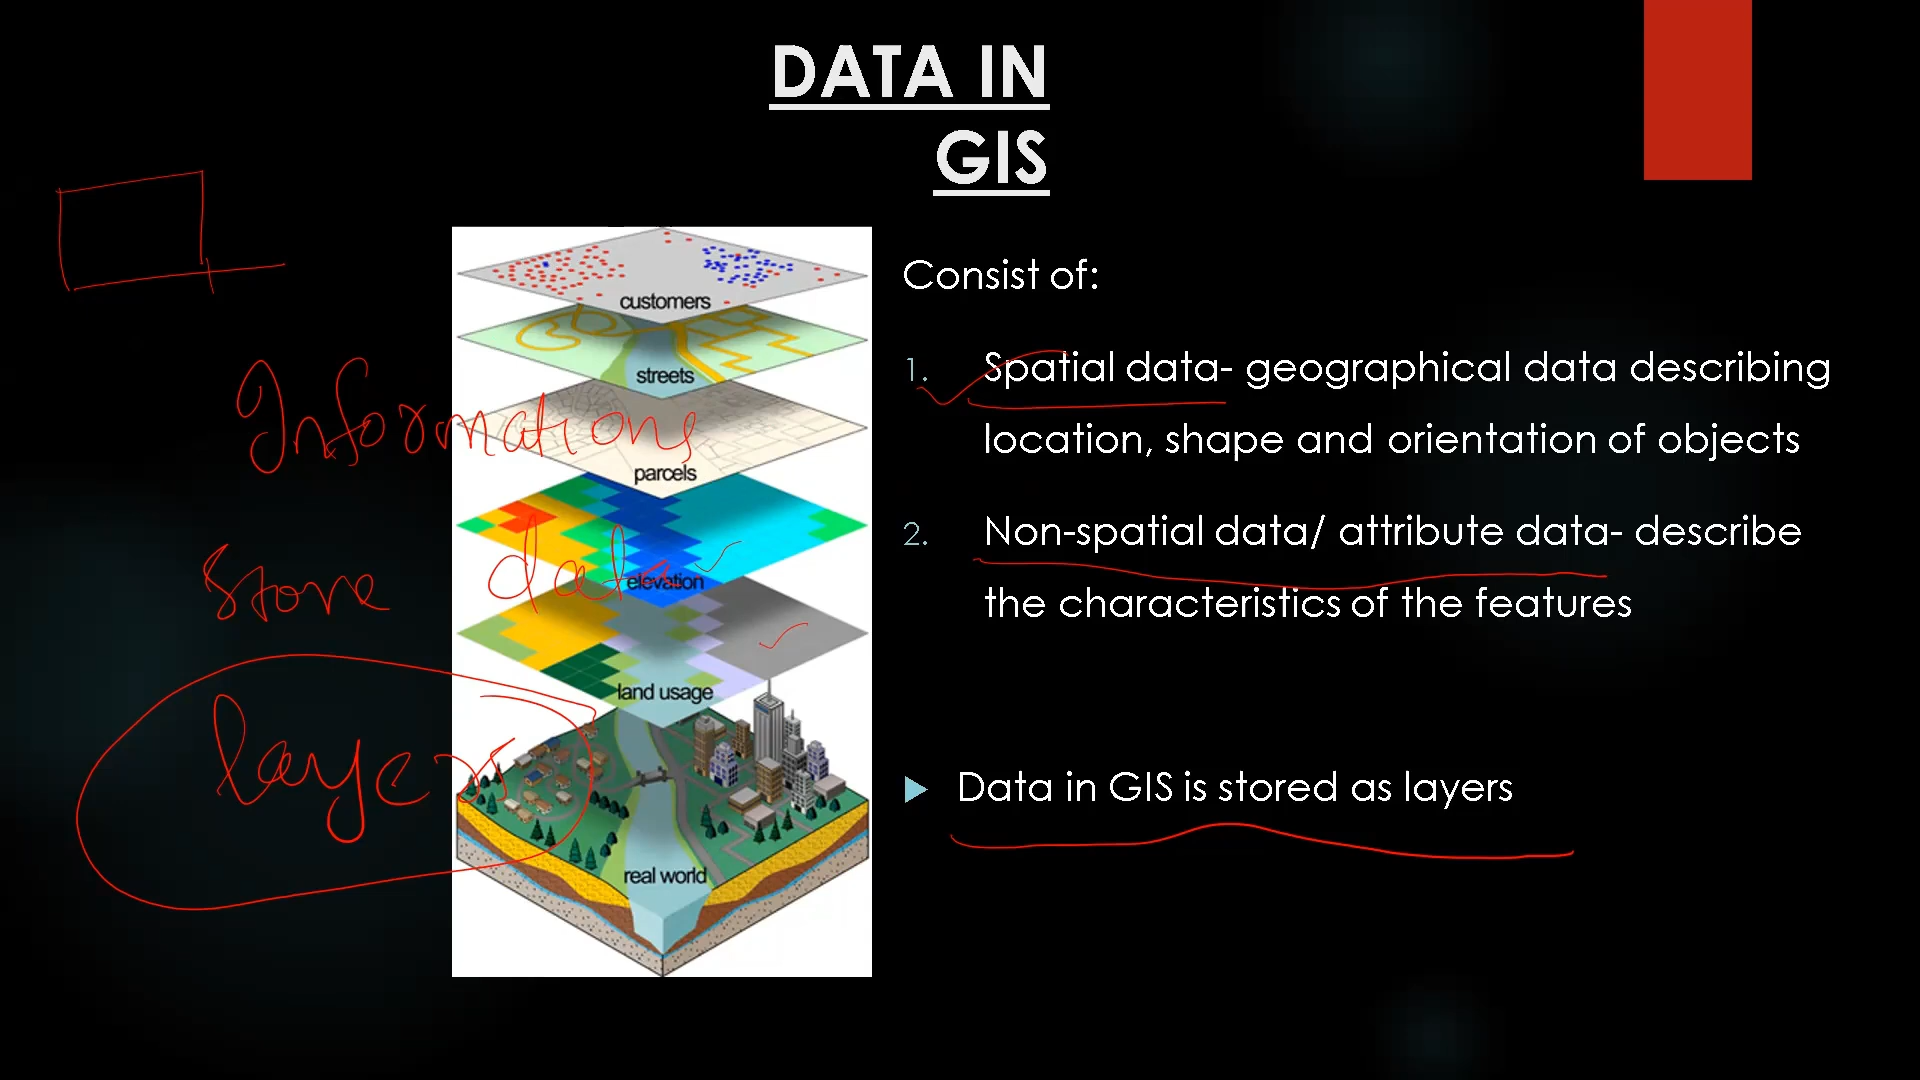 DATA IN
GIS
Consist of:
1. Spatial data- geographical data describing
location, shape and orientation of objects
2. Non-spatial data/ attribute data- describe
the characteristics of the features
Data in GIS is stored as layers
customers
streets
parcels
elevation
land usage
real world
Informations
Store data
layers